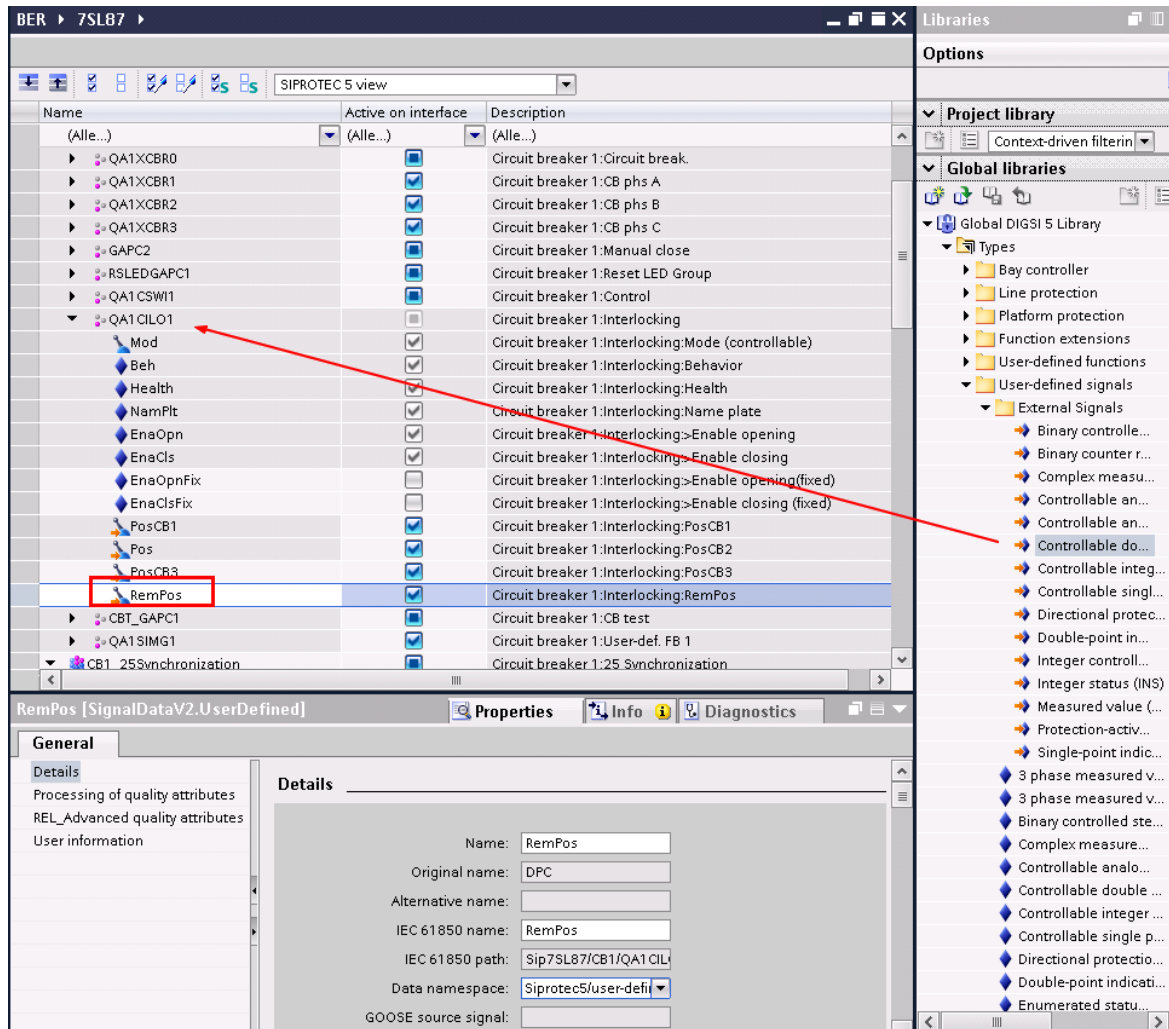 BER 7SL87
SIPROTEC 5 view
Name Active on interface Description
(Alle...) (Alle...) (Alle...)
QA1XCBR0 Circuit breaker 1:Circuit break.
QA1XCBR1 Circuit breaker 1:CB phs A
QA1XCBR2 Circuit breaker 1:CB phs B
QA1XCBR3 Circuit breaker 1:CB phs C
GAPC2 Circuit breaker 1:Manual close
RSLEDGAPC1 Circuit breaker 1:Reset LED Group
QA1CSWI1 Circuit breaker 1:Control
QA1CILO1 Circuit breaker 1:Interlocking
Mod Circuit breaker 1:Interlocking:Mode (controllable)
Beh Circuit breaker 1:Interlocking:Behavior
Health Circuit breaker 1:Interlocking:Health
NamPlt Circuit breaker 1:Interlocking:Name plate
EnaOpn Circuit breaker 1:Interlocking:>Enable opening
EnaCls Circuit breaker 1:Interlocking:>Enable closing
EnaOpnFix Circuit breaker 1:Interlocking:>Enable opening(fixed)
EnaClsFix Circuit breaker 1:Interlocking:>Enable closing (fixed)
PosCB1 Circuit breaker 1:Interlocking:PosCB1
Pos Circuit breaker 1:Interlocking:PosCB2
PosCB3 Circuit breaker 1:Interlocking:PosCB3
RemPos Circuit breaker 1:Interlocking:RemPos
CBT_GAPC1 Circuit breaker 1:CB test
QA1SIMG1 Circuit breaker 1:User-def. FB 1
CB1_25Synchronization Circuit breaker 1:25 Synchronization
RemPos [SignalDataV2.UserDefined] Properties Info Diagnostics
General
Details
Processing of quality attributes
REL_Advanced quality attributes
User information
Details
Name: RemPos
Original name: DPC
Alternative name:
IEC 61850 name: RemPos
IEC 61850 path: Sip7SL87/CB1/QA1CIL
Data namespace: Siprotec5/user-defi
GOOSE source signal:
Libraries
Options
Project library
Context-driven filterin
Global libraries
Global DIGSI 5 Library
Types
Bay controller
Line protection
Platform protection
Function extensions
User-defined functions
User-defined signals
External Signals
Binary controlle...
Binary counter r...
Complex measu...
Controllable an...
Controllable an...
Controllable do...
Controllable integ...
Controllable singl...
Directional protec...
Double-point in...
Integer controll...
Integer status (INS)
Measured value (...
Protection-activ...
Single-point indic...
3 phase measured v...
3 phase measured v...
Binary controlled ste...
Complex measure...
Controllable analo...
Controllable double ...
Controllable integer ...
Controllable single p...
Directional protectio...
Double-point indicati...
Enumerated statu...